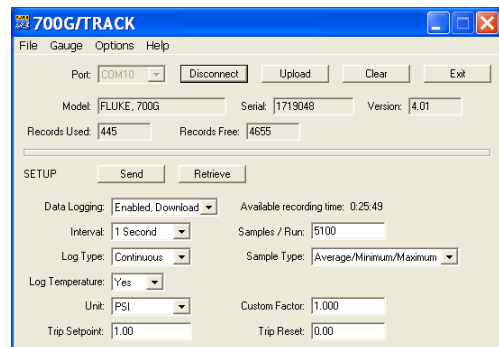 700G/TRACK
File Gauge Options Help
Port: COM10 Disconnect Upload Clear Exit
Model: FLUKE, 700G Serial: 1719048 Version: 4.01
Records Used: 445 Records Free: 4655
SETUP Send Retrieve
Data Logging: Enabled, Download Available recording time: 0:25:49
Interval: 1 Second Samples / Run: 5100
Log Type: Continuous Sample Type: Average/Minimum/Maximum
Log Temperature: Yes
Unit: PSI Custom Factor: 1.000
Trip Setpoint: 1.00 Trip Reset: 0.00